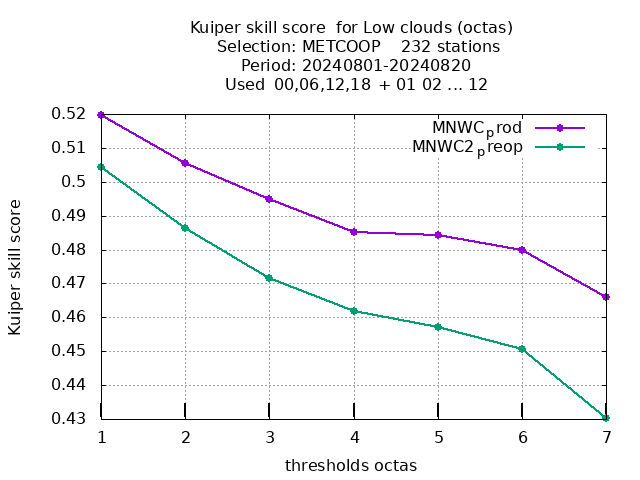 Kuiper skill score  for Low clouds (octas)
Selection: METCOOP    232 stations
Period: 20240801-20240820
Used  00,06,12,18  + 01 02 ... 12
MNWCprod
MNWC2preop
0.52
0.51
0.5
0.49
0.48
0.47
0.46
0.45
0.44
0.43
Kuiper skill score
1 2 3 4 5 6 7
thresholds octas